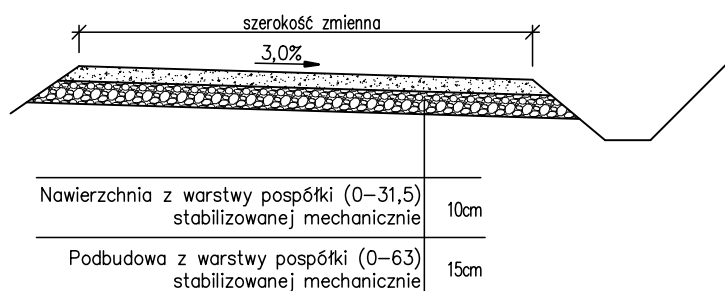 szerokość zmienna
3,0%
Nawierzchnia z warstwy pospółki (0-31,5)
stabilizowanej mechanicznie
10cm
Podbudowa z warstwy pospółki (0-63)
stabilizowanej mechanicznie
15cm